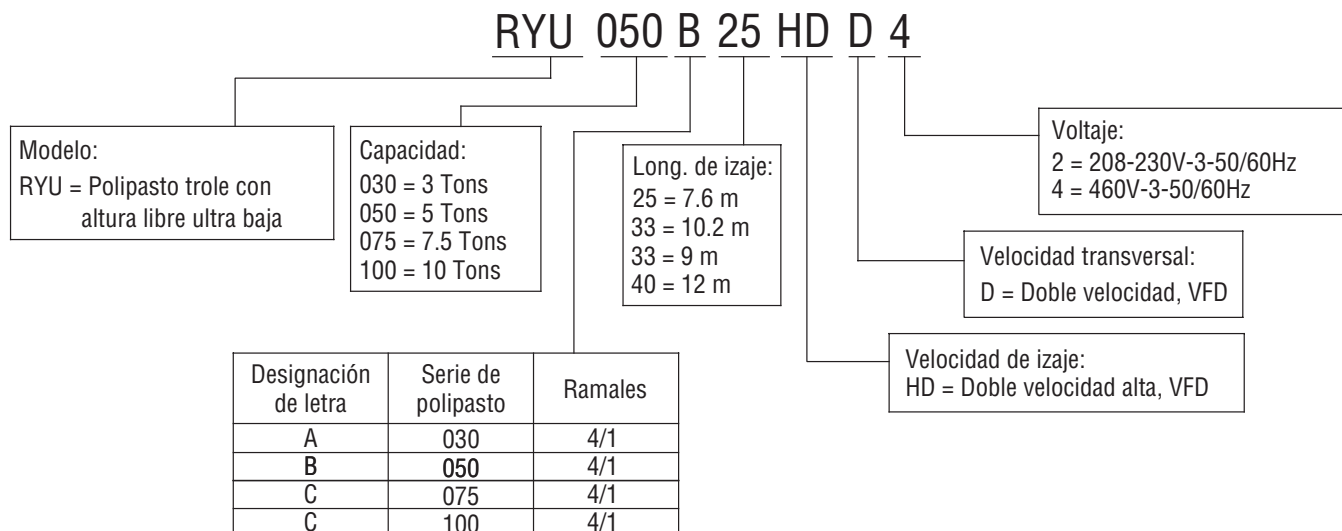 RYU 050 B 25 HD D 4
Modelo:
RYU = Polipasto trole con
altura libre ultra baja
Capacidad:
030 = 3 Tons
050 = 5 Tons
075 = 7.5 Tons
100 = 10 Tons
Long. de izaje:
25 = 7.6 m
33 = 10.2 m
33 = 9 m
40 = 12 m
Voltaje:
2 = 208-230V-3-50/60Hz
4 = 460V-3-50/60Hz
Velocidad transversal:
D = Doble velocidad, VFD
Velocidad de izaje:
HD = Doble velocidad alta, VFD
Designación de letra Serie de polipasto Ramales
A 030 4/1
B 050 4/1
C 075 4/1
C 100 4/1